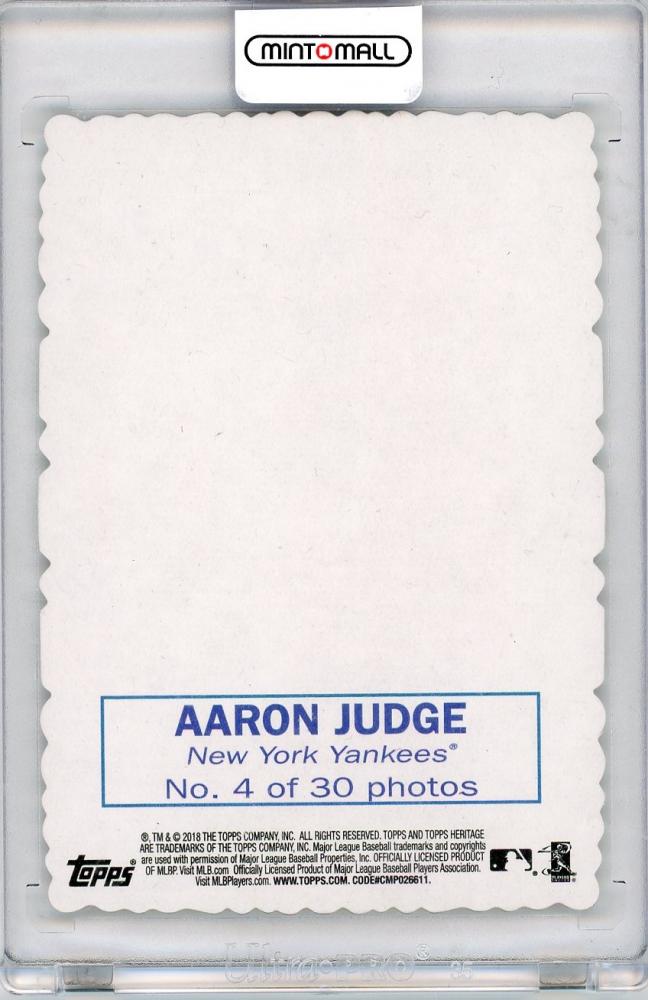 MINTOMALL
AARON JUDGE
New York Yankees®
No. 4 of 30 photos
®, TM & © 2018 THE TOPPS COMPANY, INC. ALL RIGHTS RESERVED. TOPPS AND TOPPS HERITAGE
ARE TRADEMARKS OF THE TOPPS COMPANY, INC. Major League Baseball trademarks and copyrights
are used with permission of Major League Baseball Properties, Inc. OFFICIALLY LICENSED PRODUCT
OF MLBP. Visit MLB.com Officially Licensed Product of Major League Baseball Players Association.
Visit MLBPlayers.com. WWW.TOPPS.COM. CODE#CMP026611.
Topps®
Ultra-PRO® 35